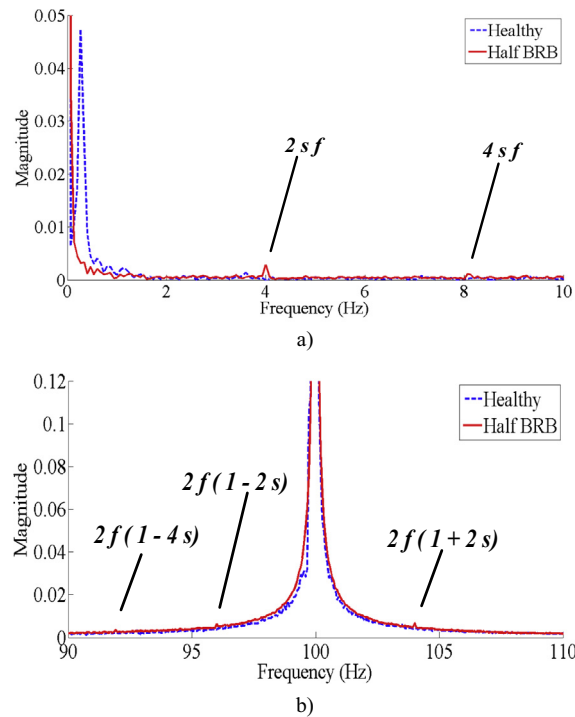 0.05
0.04
0.03
0.02
0.01
0
Magnitude
Healthy
Half BRB
2 s f
4 s f
0 2 4 6 8 10
Frequency (Hz)
a)
0.12
0.1
0.08
0.06
0.04
0.02
0
Magnitude
Healthy
Half BRB
2 f ( 1 - 4 s )
2 f ( 1 - 2 s)
2 f ( 1 + 2 s )
90 95 100 105 110
Frequency (Hz)
b)